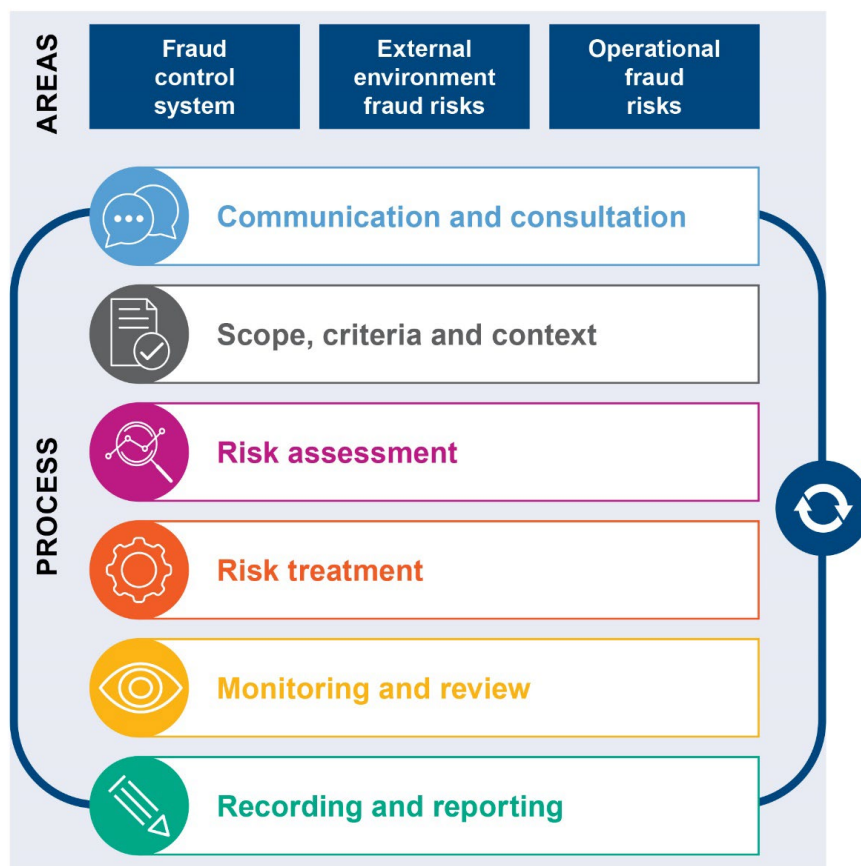 AREAS
Fraud
control
system
External
environment
fraud risks
Operational
fraud
risks
PROCESS
Communication and consultation
Scope, criteria and context
Risk assessment
Risk treatment
Monitoring and review
Recording and reporting